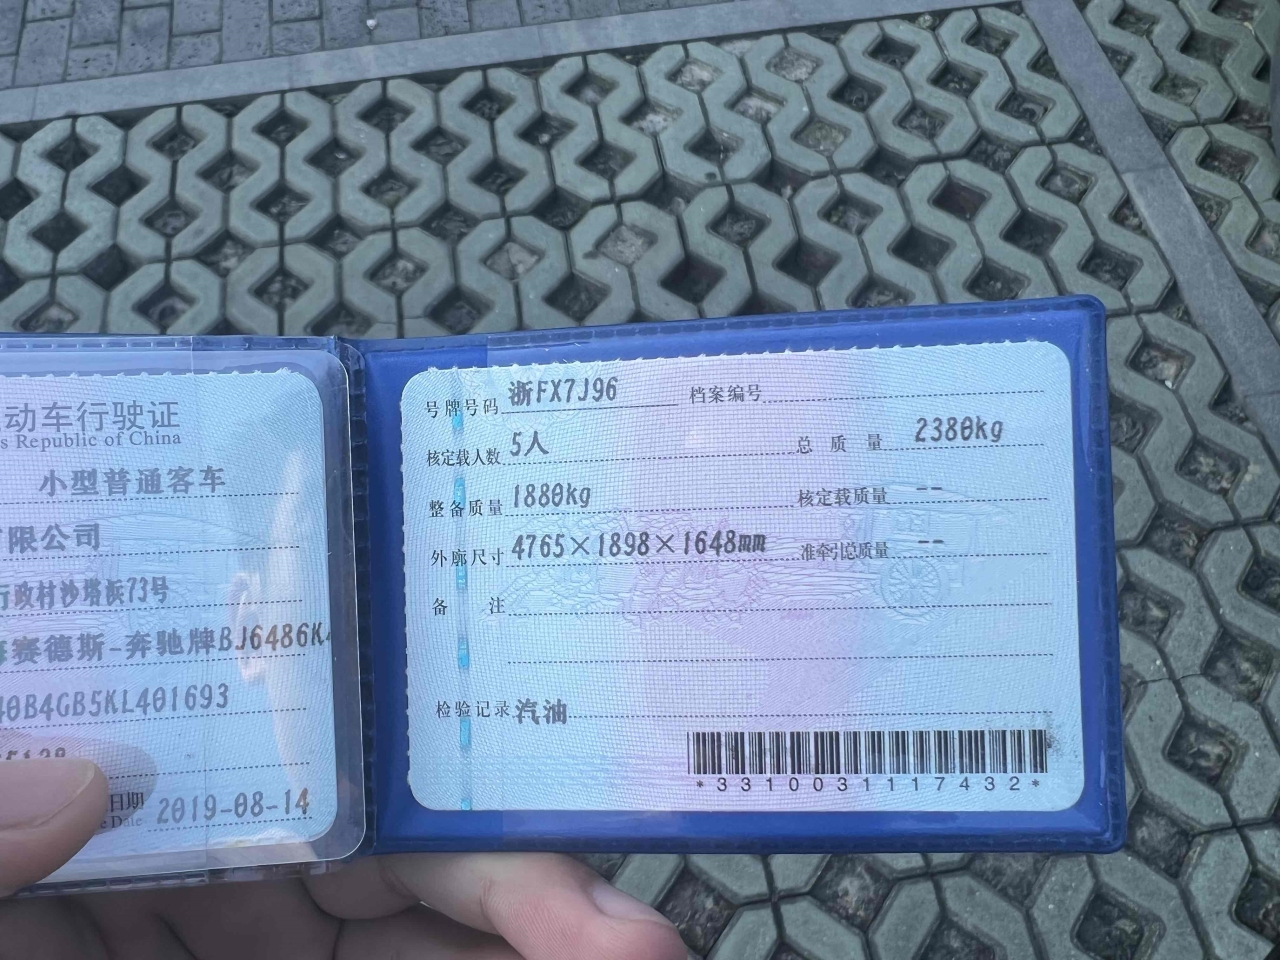 动车行驶证
s Republic of China
小型普通客车
有限公司
行政村沙塔浜73号
赛德斯-奔驰牌BJ6486K
40B4GB5KL401693
日期 2019-08-14
Date
号牌号码 浙FX7J96 档案编号
核定载人数 5人 总质量 2380kg
整备质量 1880kg 核定载质量 --
外廓尺寸 4765×1898×1648mm 准牵引总质量 --
备注
检验记录 汽油
*3310031117432*